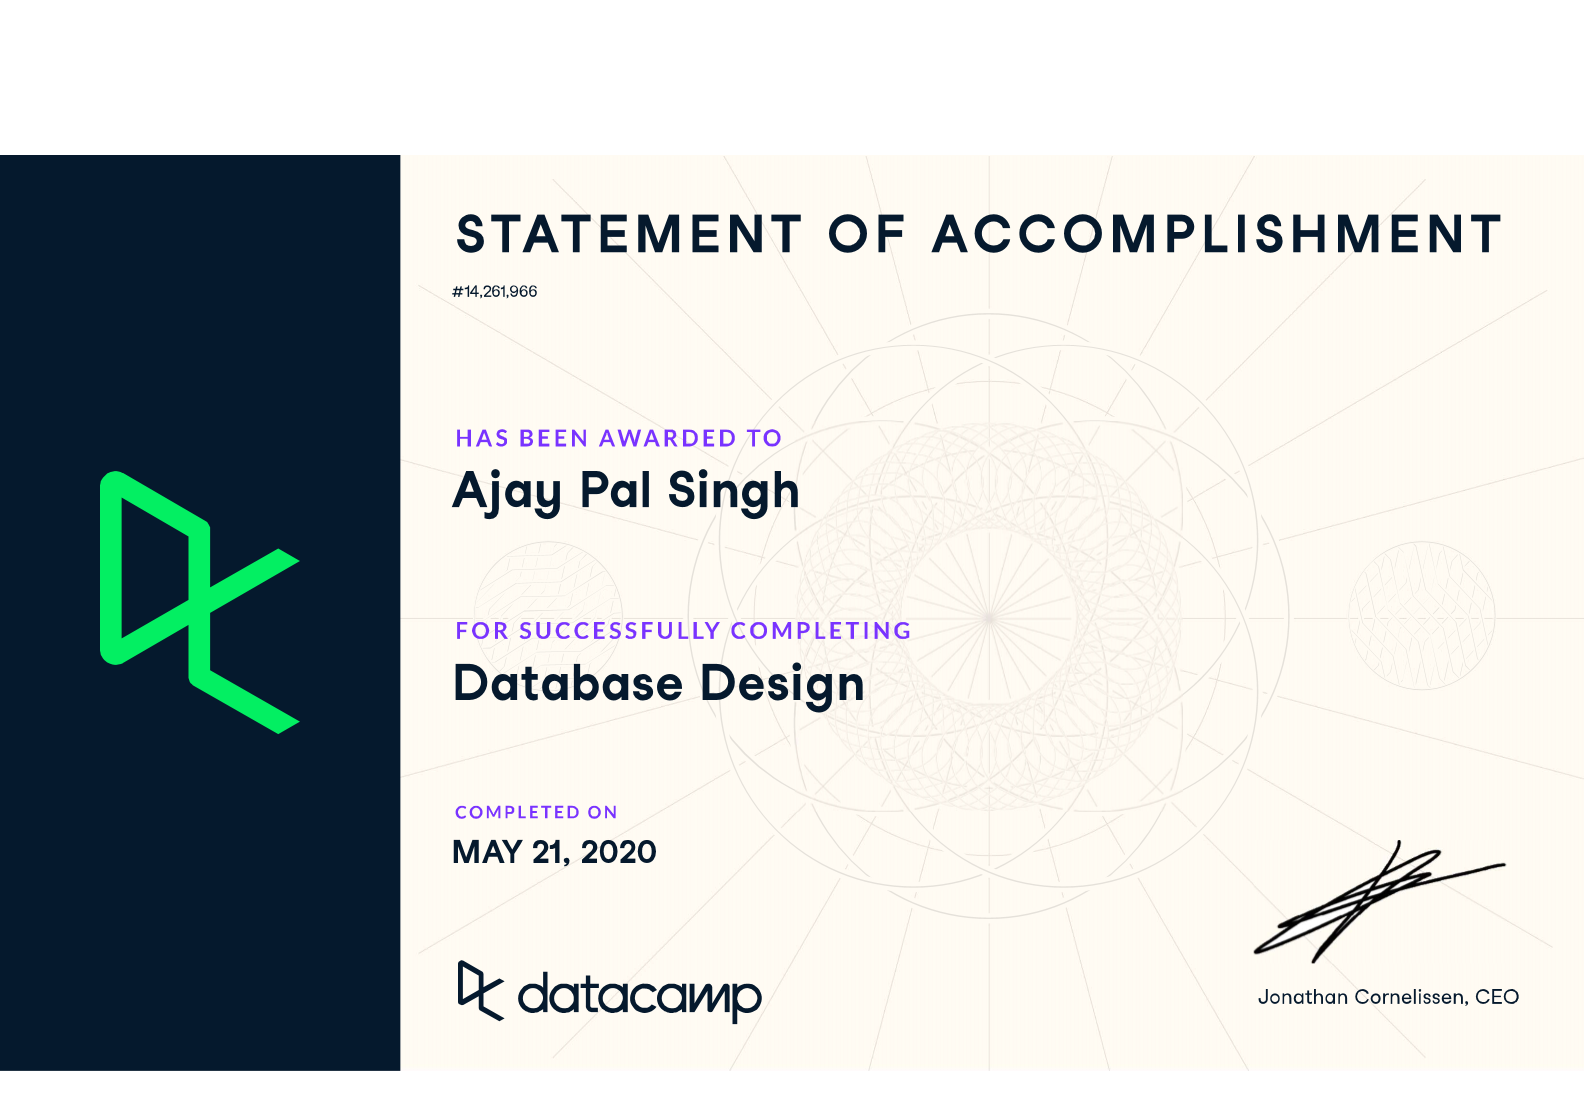 STATEMENT OF ACCOMPLISHMENT
#14,261,966
HAS BEEN AWARDED TO
Ajay Pal Singh
FOR SUCCESSFULLY COMPLETING
Database Design
COMPLETED ON
MAY 21, 2020
datacamp
Jonathan Cornelissen, CEO